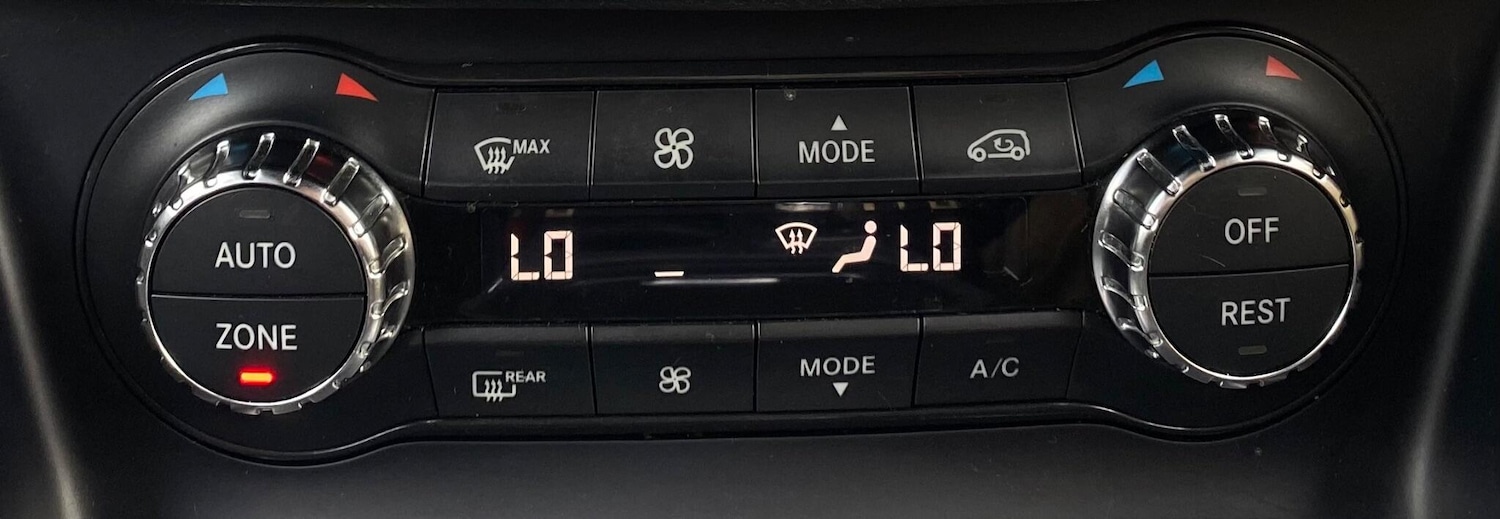 MAX
MODE
AUTO
ZONE
LO
LO
OFF
REST
REAR
MODE
A/C